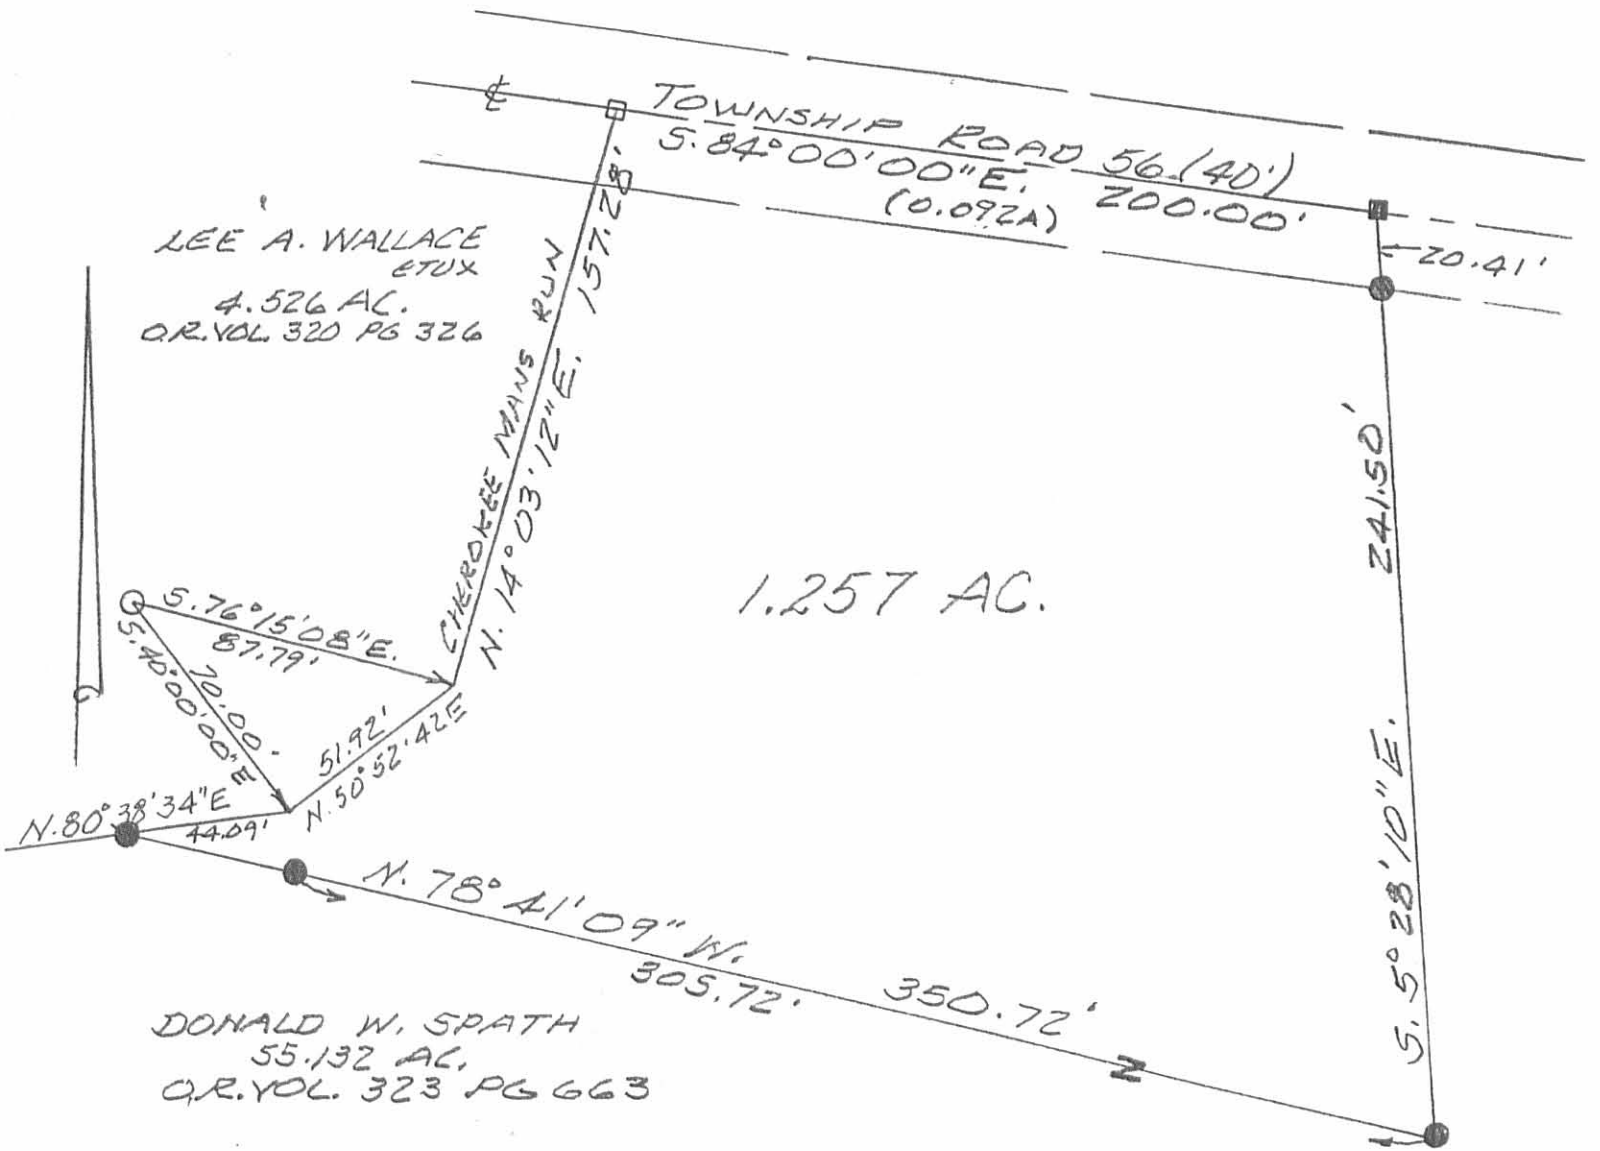 TOWNSHIP ROAD 56 (40')
S. 84° 00' 00" E. 200.00'
(0.092A)
20.41'
LEE A. WALLACE
ETUX
4.526 AC.
O.R. VOL. 320 PG 326
CHEROKEE MANS RUN
N. 14° 03' 12" E. 157.28'
241.50'
S. 5° 28' 10" E.
1.257 AC.
S. 76° 15' 08" E.
87.79'
S. 40° 00' 00" E
70.00'
51.92'
N. 50° 52' 42 E
N. 80° 38' 34" E
44.09'
N. 78° 41' 09" W.
305.72'
350.72'
DONALD W. SPATH
55.132 AC.
O.R. VOL. 323 PG 663